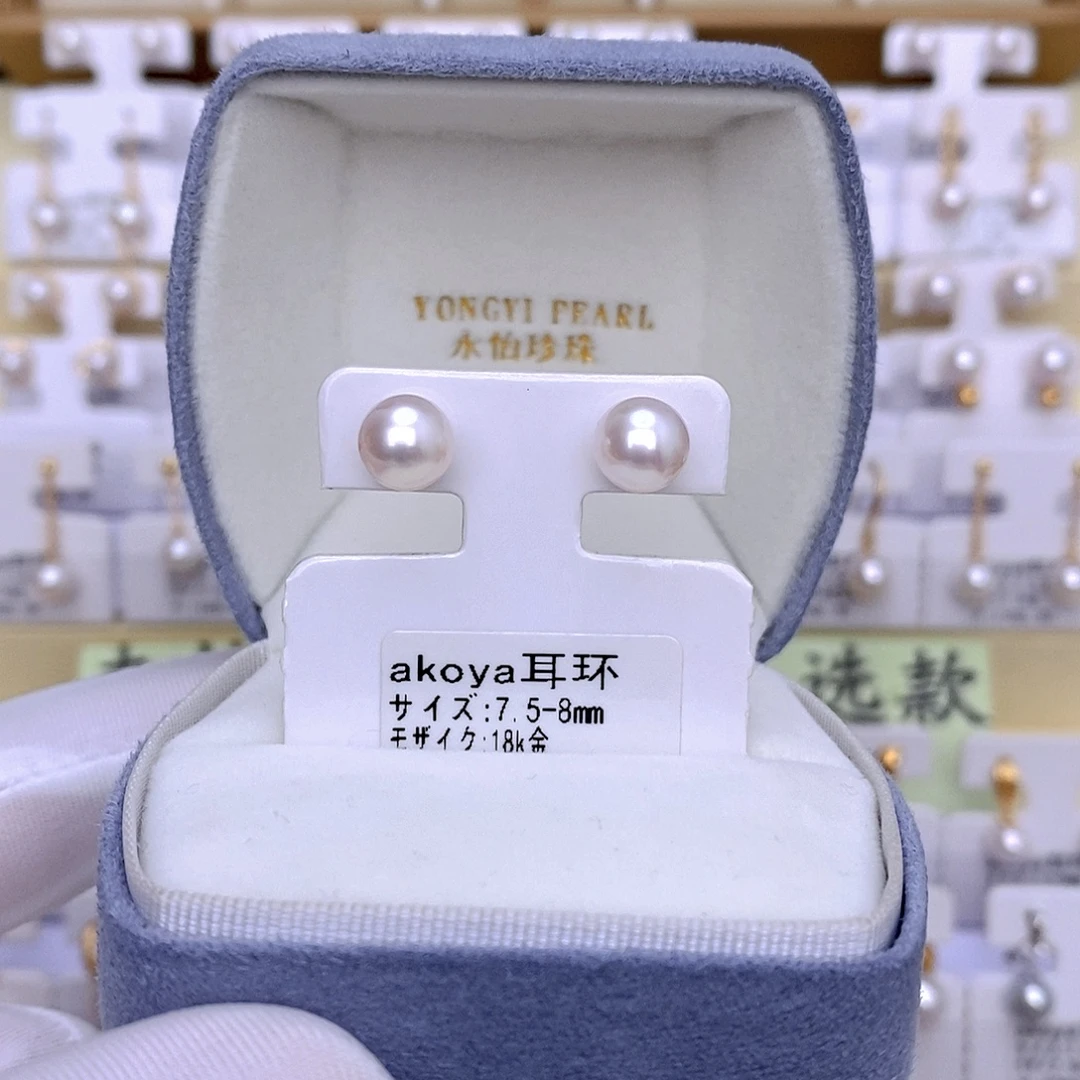 YONGYI PEARL
永怡珍珠
akoya耳环
サイズ:7.5-8mm
モザイク:18k金
选款